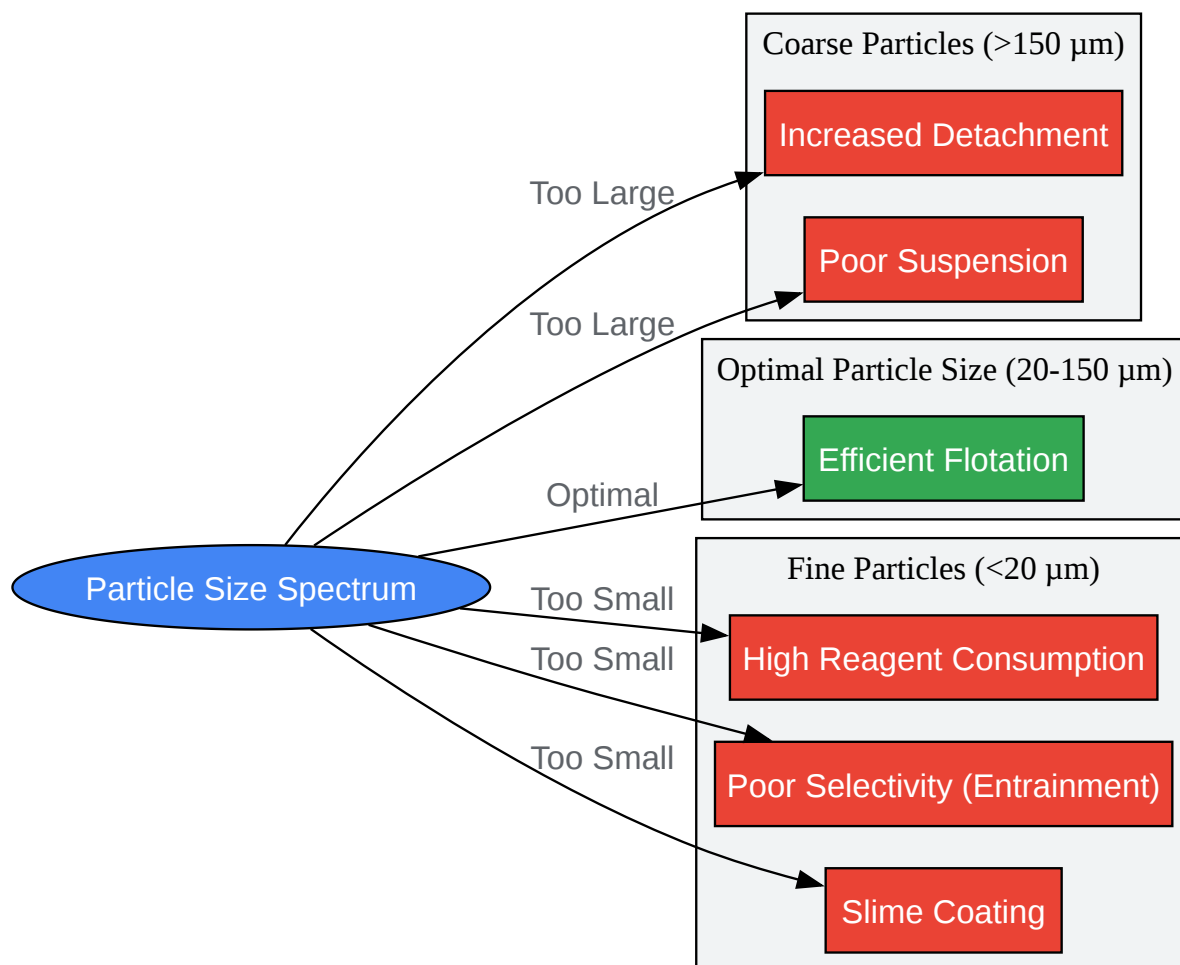 Coarse Particles (>150 µm)
Increased Detachment
Too Large
Poor Suspension
Too Large
Optimal Particle Size (20-150 µm)
Efficient Flotation
Optimal
Fine Particles (<20 µm)
Particle Size Spectrum
Too Small
High Reagent Consumption
Too Small
Poor Selectivity (Entrainment)
Too Small
Slime Coating